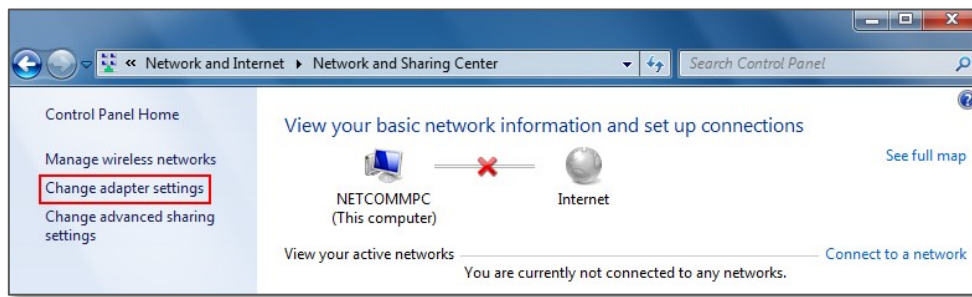 « Network and Internet ▸ Network and Sharing Center
Search Control Panel
Control Panel Home
Manage wireless networks
Change adapter settings
Change advanced sharing
settings
View your basic network information and set up connections
See full map
NETCOMMPC
(This computer)
Internet
View your active networks
Connect to a network
You are currently not connected to any networks.